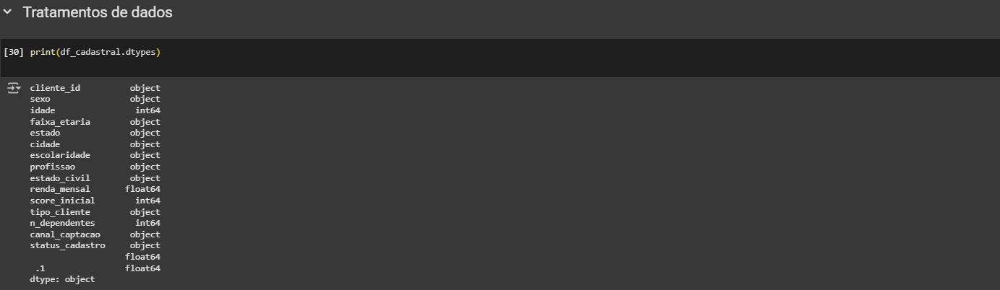 Tratamentos de dados
[30] print(df_cadastral.dtypes)
cliente_id object
sexo object
idade int64
faixa_etaria object
estado object
cidade object
escolaridade object
profissao object
estado_civil object
renda_mensal float64
score_inicial int64
tipo_cliente object
n_dependentes int64
canal_captacao object
status_cadastro object
float64
.1 float64
dtype: object